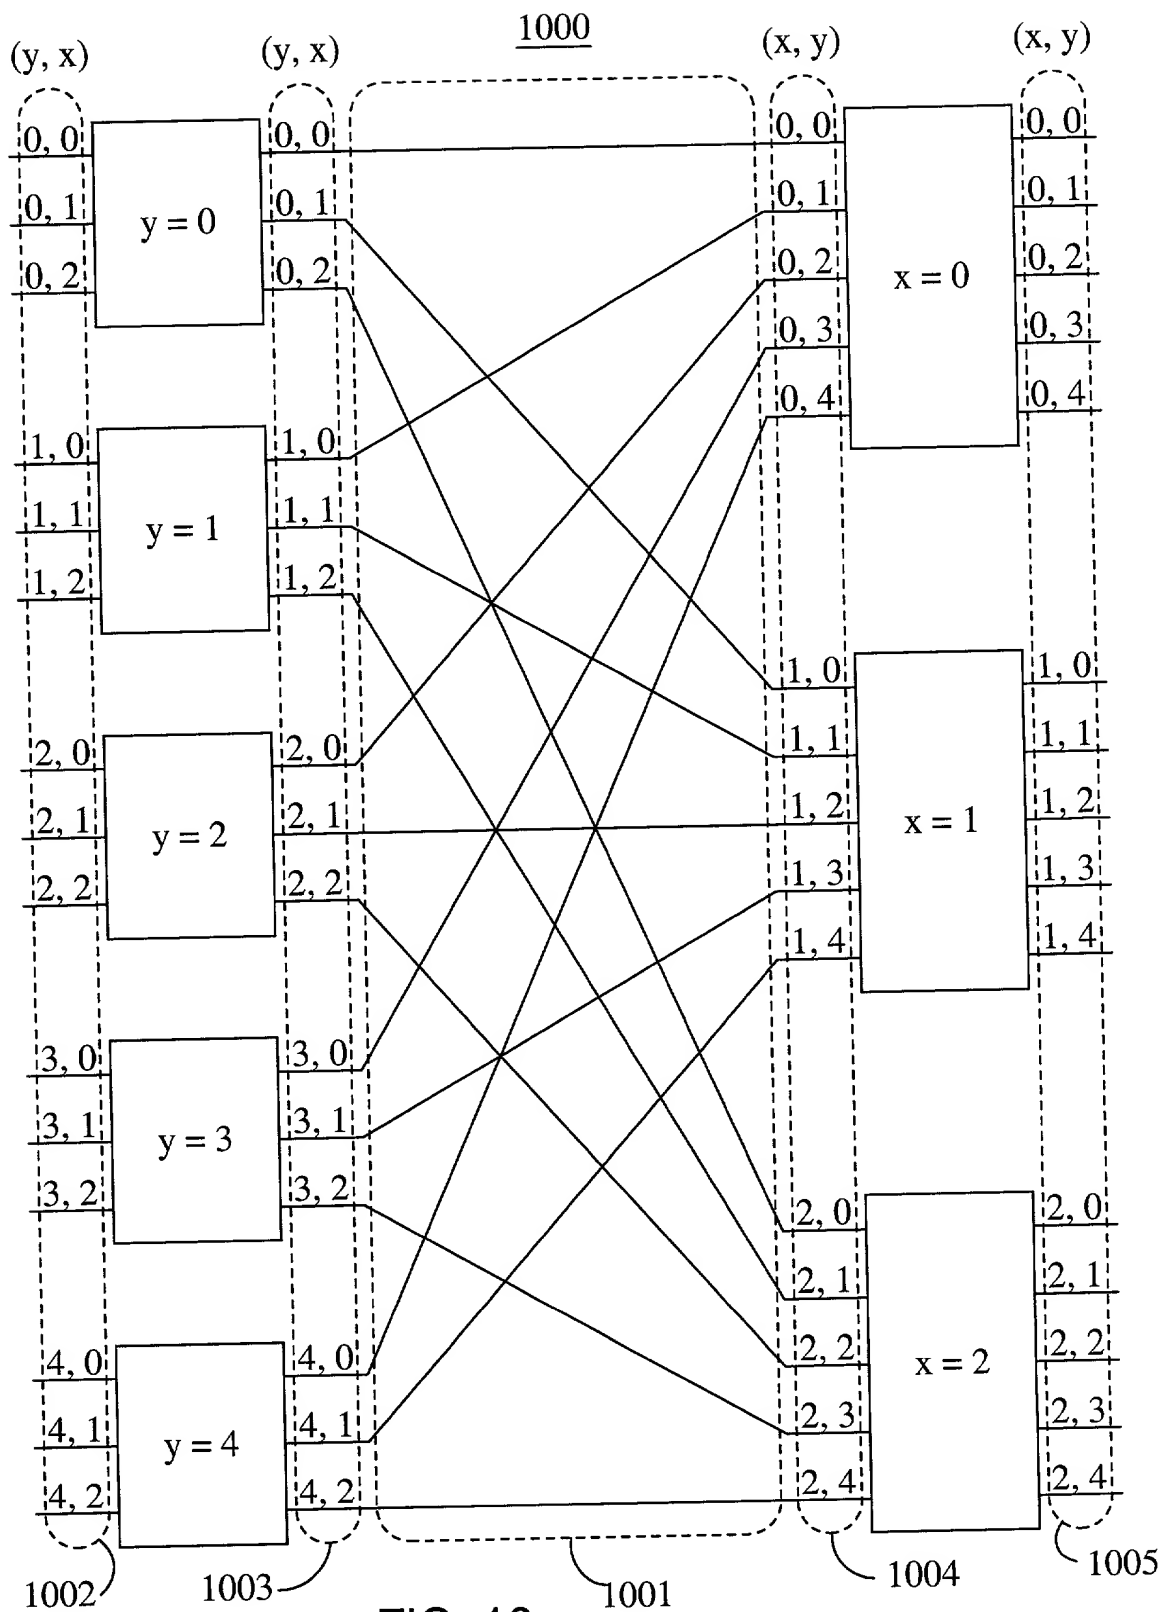 1000
(y, x) (y, x) (x, y) (x, y)
0, 0 0, 0 0, 0 0, 0
0, 1 0, 1 0, 1 0, 1
y = 0
0, 2 0, 2 0, 2 0, 2
x = 0
0, 3 0, 3
0, 4 0, 4
1, 0 1, 0
1, 1 1, 1
y = 1
1, 2 1, 2
1, 0 1, 0
2, 0 2, 0 1, 1 1, 1
2, 1 2, 1 1, 2 1, 2
y = 2 x = 1
2, 2 2, 2 1, 3 1, 3
1, 4 1, 4
3, 0 3, 0
3, 1 3, 1
y = 3
3, 2 3, 2 2, 0 2, 0
2, 1 2, 1
4, 0 4, 0 2, 2 2, 2
x = 2
4, 1 4, 1 2, 3 2, 3
y = 4
4, 2 4, 2 2, 4 2, 4
1002 1003 1001 1004 1005